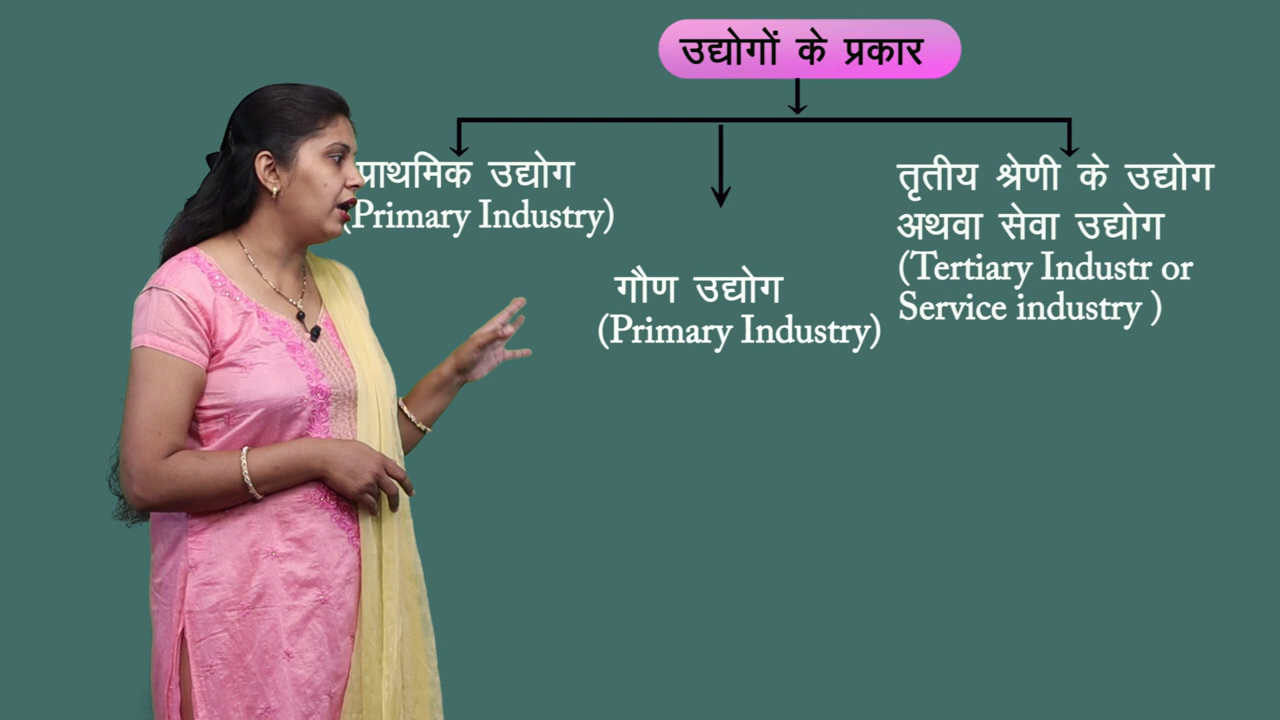 उद्योगों के प्रकार
प्राथमिक उद्योग
(Primary Industry)
गौण उद्योग
(Primary Industry)
तृतीय श्रेणी के उद्योग
अथवा सेवा उद्योग
(Tertiary Industr or
Service industry )